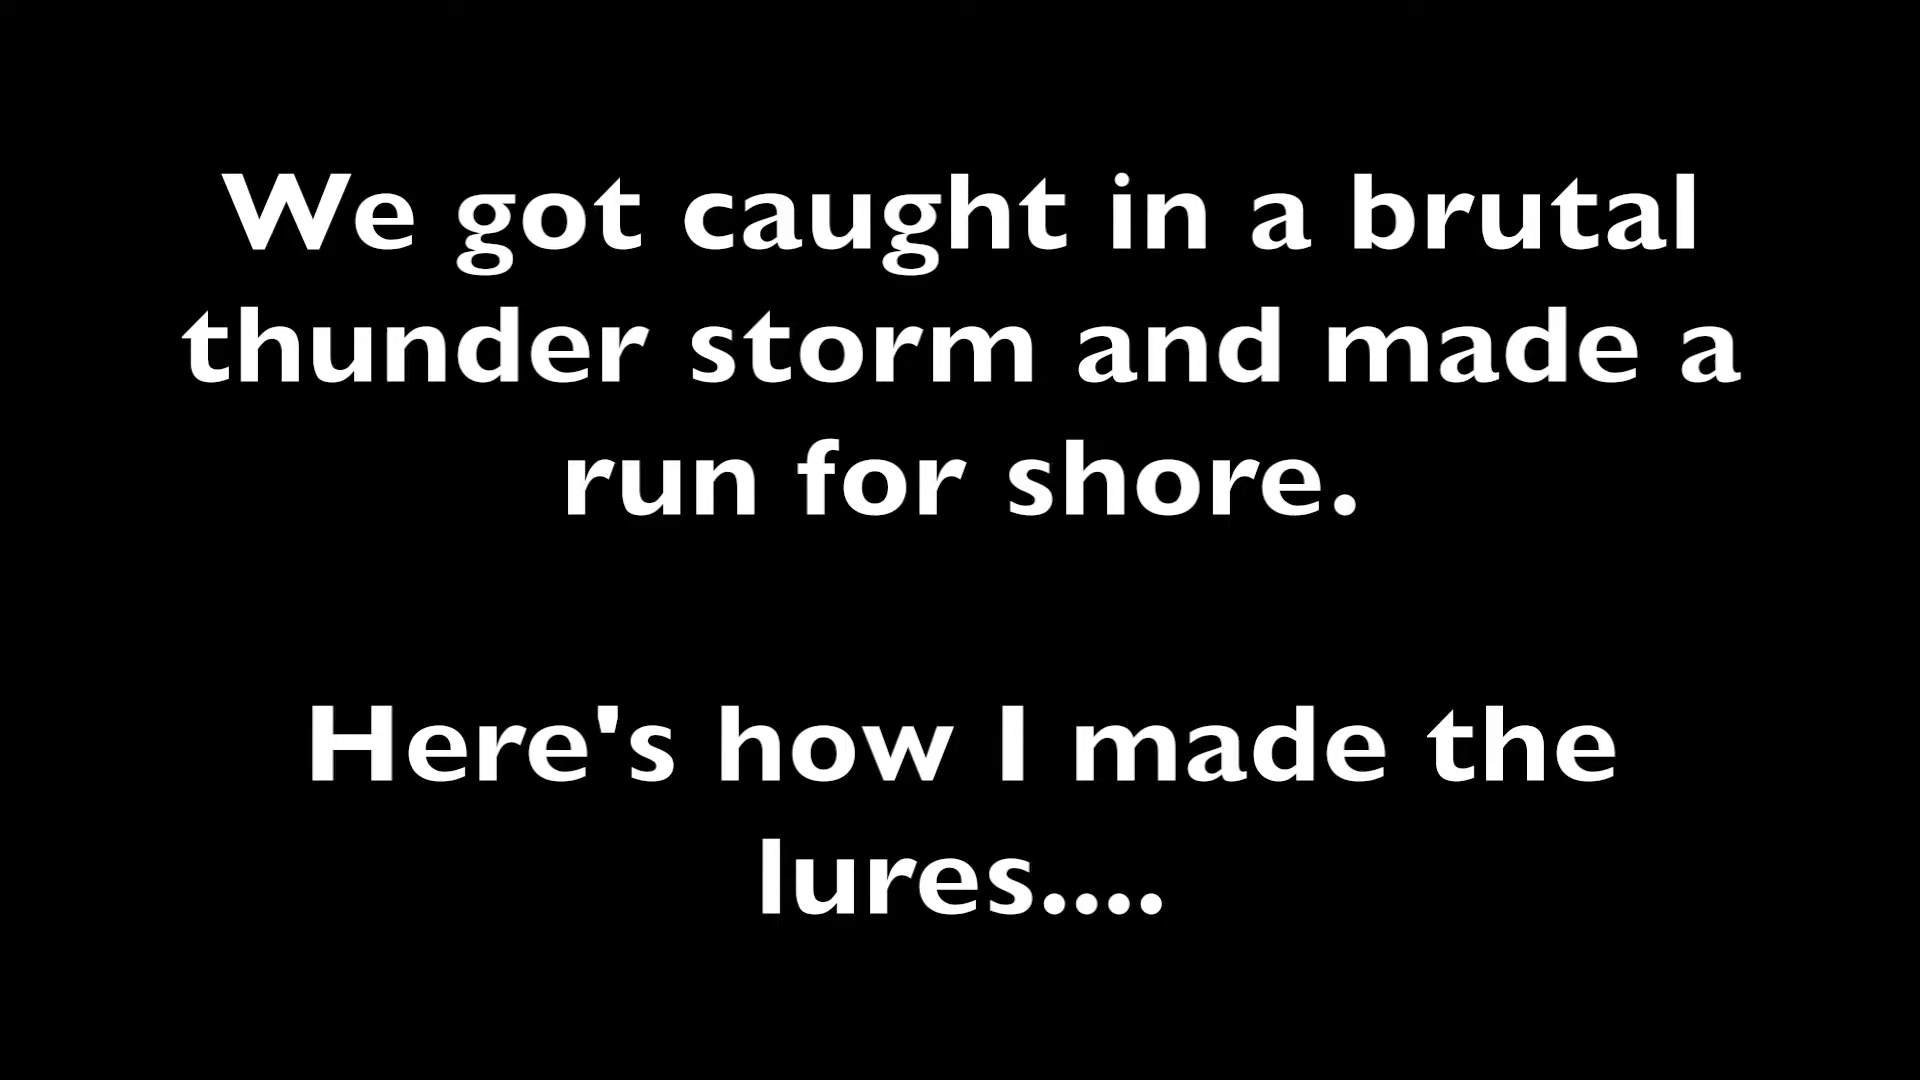 We got caught in a brutal
thunder storm and made a
run for shore.
Here's how I made the
lures....